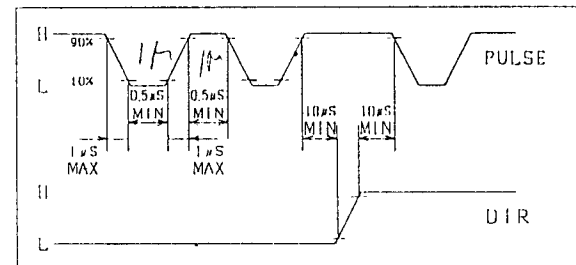 H
90%
PULSE
10%
L
0.5µS 0.5µS 10µS 10µS
MIN MIN MIN MIN
1µS 1µS
MAX MAX
H
DIR
L